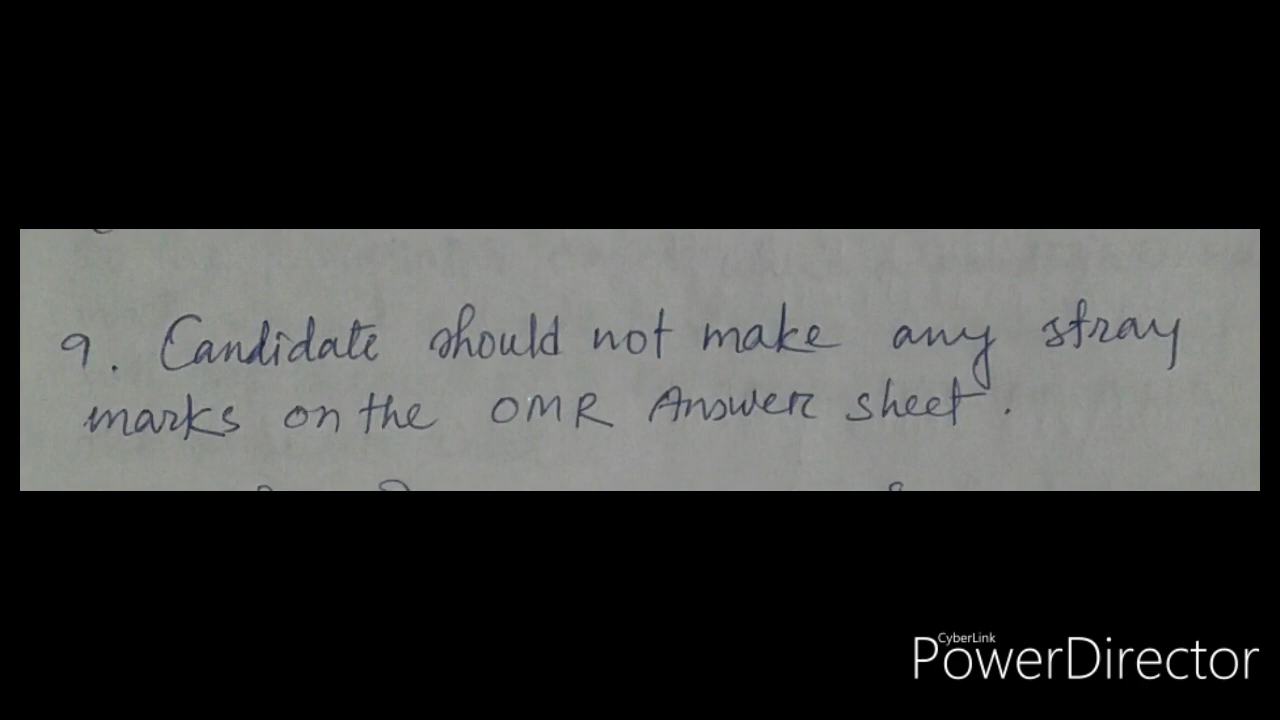 9. Candidate should not make any stray
marks on the OMR Answer sheet.
CyberLink
PowerDirector